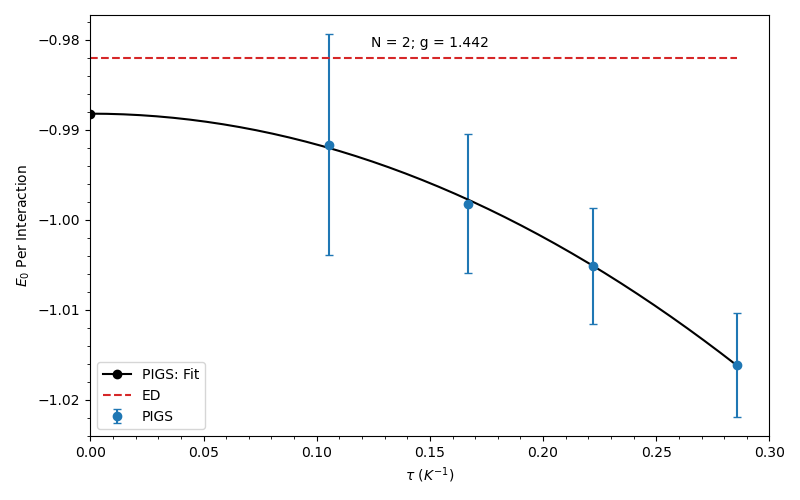 N = 2; g = 1.442
−0.98
−0.99
−1.00
−1.01
−1.02
E₀ Per Interaction
PIGS: Fit
ED
PIGS
0.00 0.05 0.10 0.15 0.20 0.25 0.30
τ (K⁻¹)